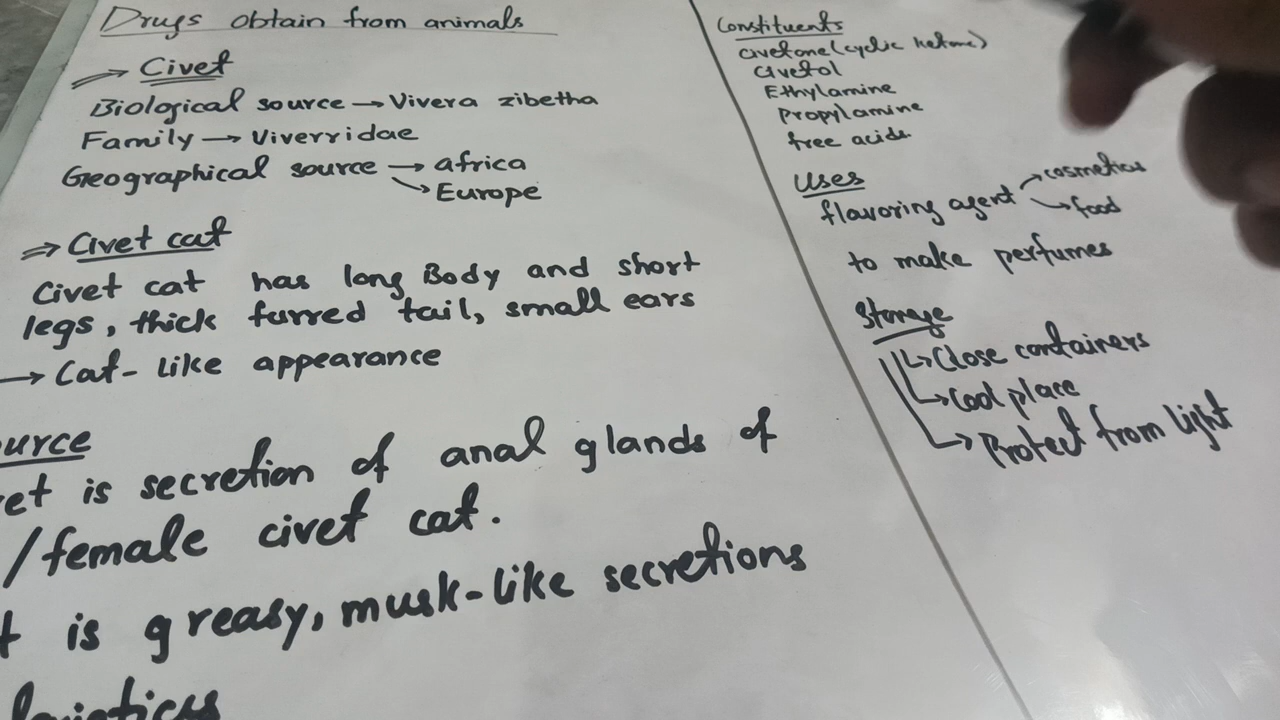 Drugs obtain from animals
→ Civet
Biological source → Vivera zibetha
Family → Viverridae
Geographical source → africa
→ Europe
⇒ Civet cat
Civet cat has long Body and short
legs, thick furred tail, small ears
→ Cat-like appearance
urce
et is secretion of anal glands of
/female civet cat.
t is greasy, musk-like secretions
Constituents
civetone (cyclic ketone)
civetol
Ethylamine
Propylamine
free acids
Uses
flavoring agent → cosmetics
→ food
to make perfumes
Storage
→ Close containers
→ Cool place
→ Protect from light